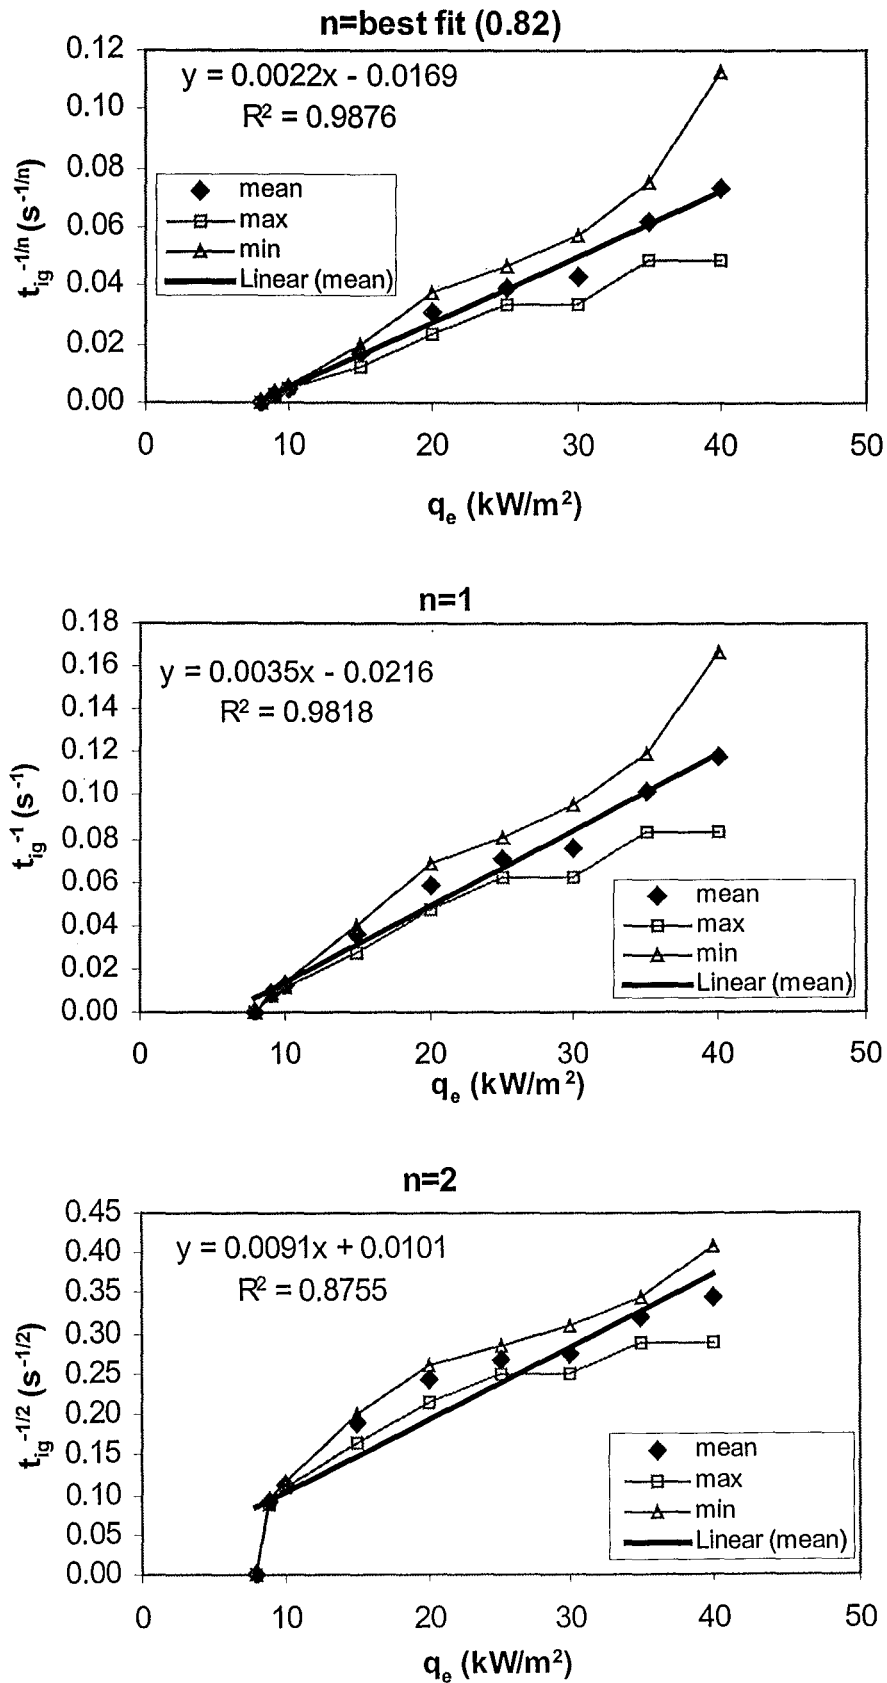 n=best fit (0.82)
y = 0.0022x - 0.0169
R² = 0.9876
0.12
0.10
0.08
0.06
0.04
0.02
0.00
mean
max
min
Linear (mean)
t_ig^-1/n (s^-1/n)
0 10 20 30 40 50
q_e (kW/m²)
n=1
y = 0.0035x - 0.0216
R² = 0.9818
0.18
0.16
0.14
0.12
0.10
0.08
0.06
0.04
0.02
0.00
mean
max
min
Linear (mean)
t_ig^-1 (s^-1)
0 10 20 30 40 50
q_e (kW/m²)
n=2
y = 0.0091x + 0.0101
R² = 0.8755
0.45
0.40
0.35
0.30
0.25
0.20
0.15
0.10
0.05
0.00
mean
max
min
Linear (mean)
t_ig^-1/2 (s^-1/2)
0 10 20 30 40 50
q_e (kW/m²)